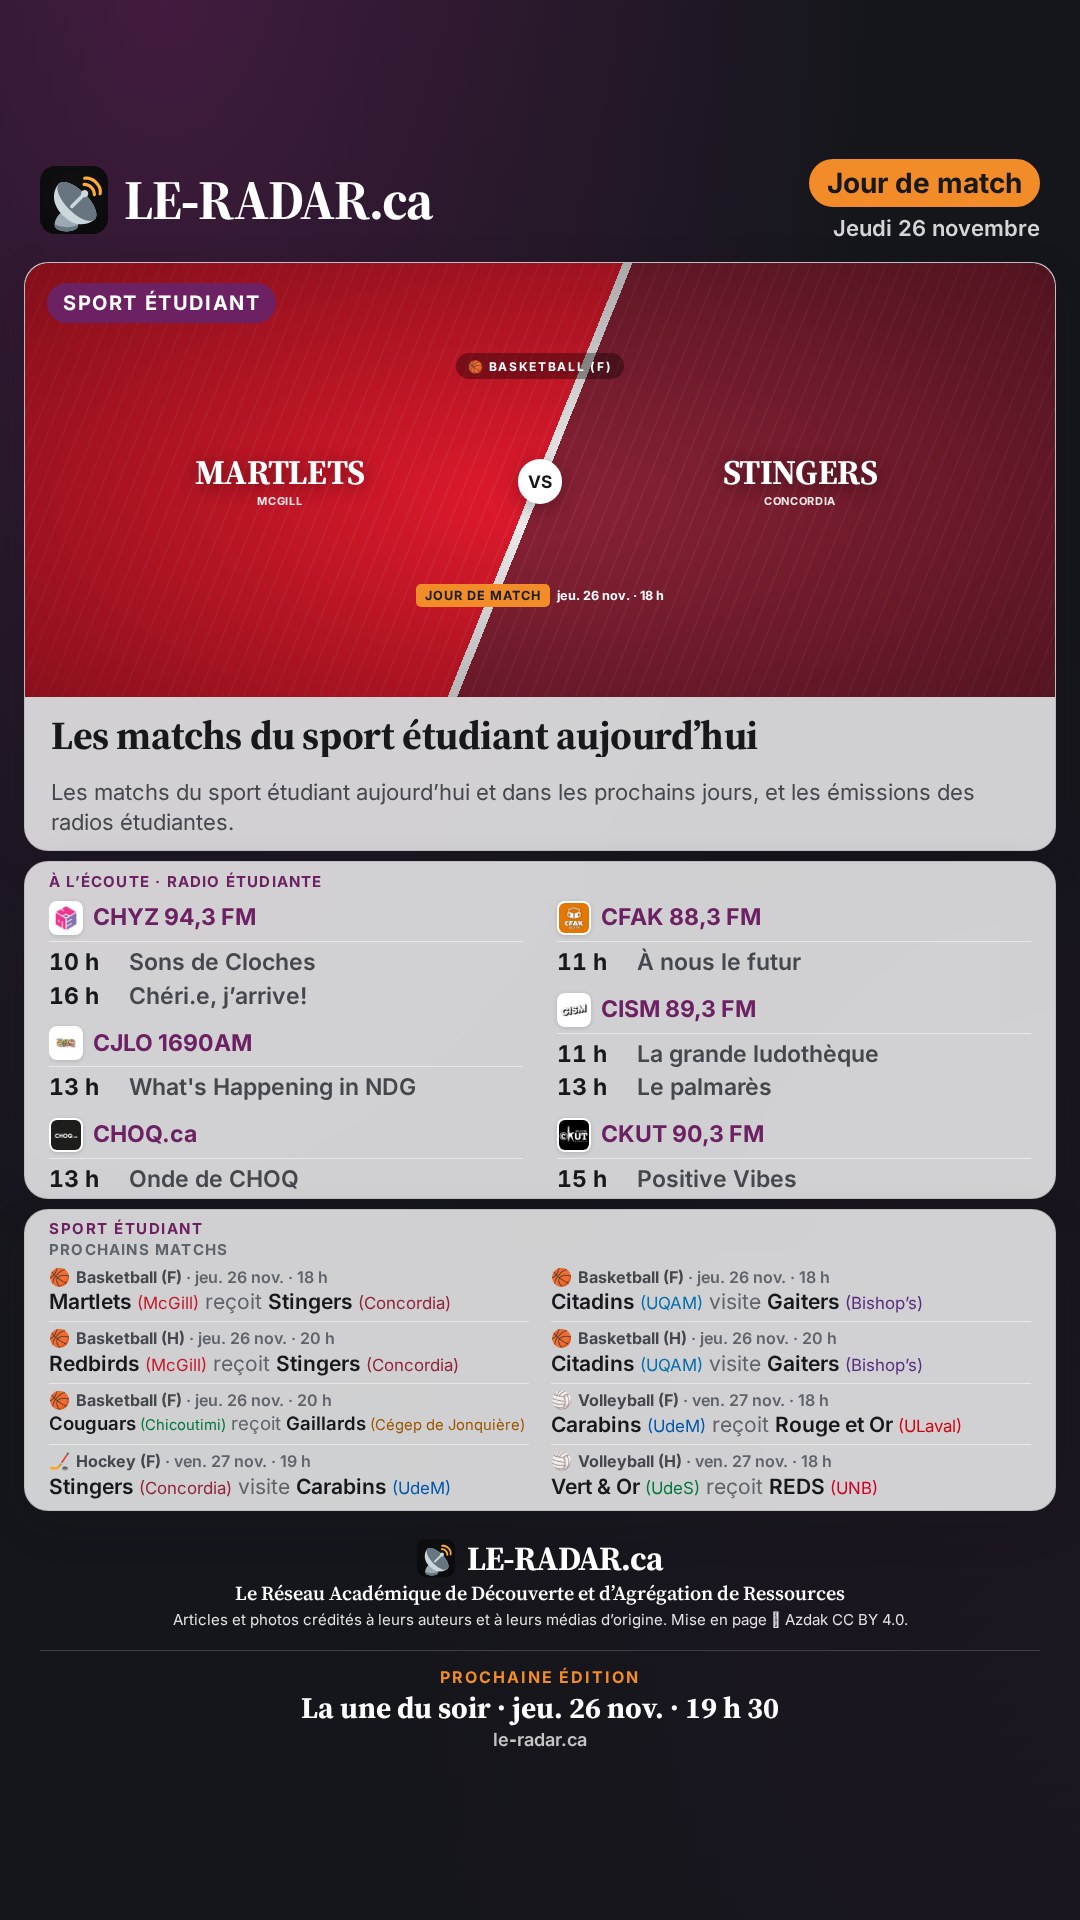 LE-RADAR.ca
Jour de match
Jeudi 26 novembre
SPORT ÉTUDIANT
BASKETBALL (F)
MARTLETS
MCGILL
VS
STINGERS
CONCORDIA
JOUR DE MATCH jeu. 26 nov. · 18 h
Les matchs du sport étudiant aujourd’hui
Les matchs du sport étudiant aujourd’hui et dans les prochains jours, et les émissions des
radios étudiantes.
À L’ÉCOUTE · RADIO ÉTUDIANTE
CHYZ 94,3 FM
10 h Sons de Cloches
16 h Chéri.e, j’arrive!
CJLO 1690AM
13 h What's Happening in NDG
CHOQ.ca
13 h Onde de CHOQ
CFAK
CFAK 88,3 FM
11 h À nous le futur
CISM
CISM 89,3 FM
11 h La grande ludothèque
13 h Le palmarès
CKUT
CKUT 90,3 FM
15 h Positive Vibes
SPORT ÉTUDIANT
PROCHAINS MATCHS
Basketball (F) · jeu. 26 nov. · 18 h
Martlets (McGill) reçoit Stingers (Concordia)
Basketball (F) · jeu. 26 nov. · 18 h
Citadins (UQAM) visite Gaiters (Bishop’s)
Basketball (H) · jeu. 26 nov. · 20 h
Redbirds (McGill) reçoit Stingers (Concordia)
Basketball (H) · jeu. 26 nov. · 20 h
Citadins (UQAM) visite Gaiters (Bishop’s)
Basketball (F) · jeu. 26 nov. · 20 h
Couguars (Chicoutimi) reçoit Gaillards (Cégep de Jonquière)
Volleyball (F) · ven. 27 nov. · 18 h
Carabins (UdeM) reçoit Rouge et Or (ULaval)
Hockey (F) · ven. 27 nov. · 19 h
Stingers (Concordia) visite Carabins (UdeM)
Volleyball (H) · ven. 27 nov. · 18 h
Vert & Or (UdeS) reçoit REDS (UNB)
LE-RADAR.ca
Le Réseau Académique de Découverte et d’Agrégation de Ressources
Articles et photos crédités à leurs auteurs et à leurs médias d’origine. Mise en page Azdak CC BY 4.0.
PROCHAINE ÉDITION
La une du soir · jeu. 26 nov. · 19 h 30
le-radar.ca